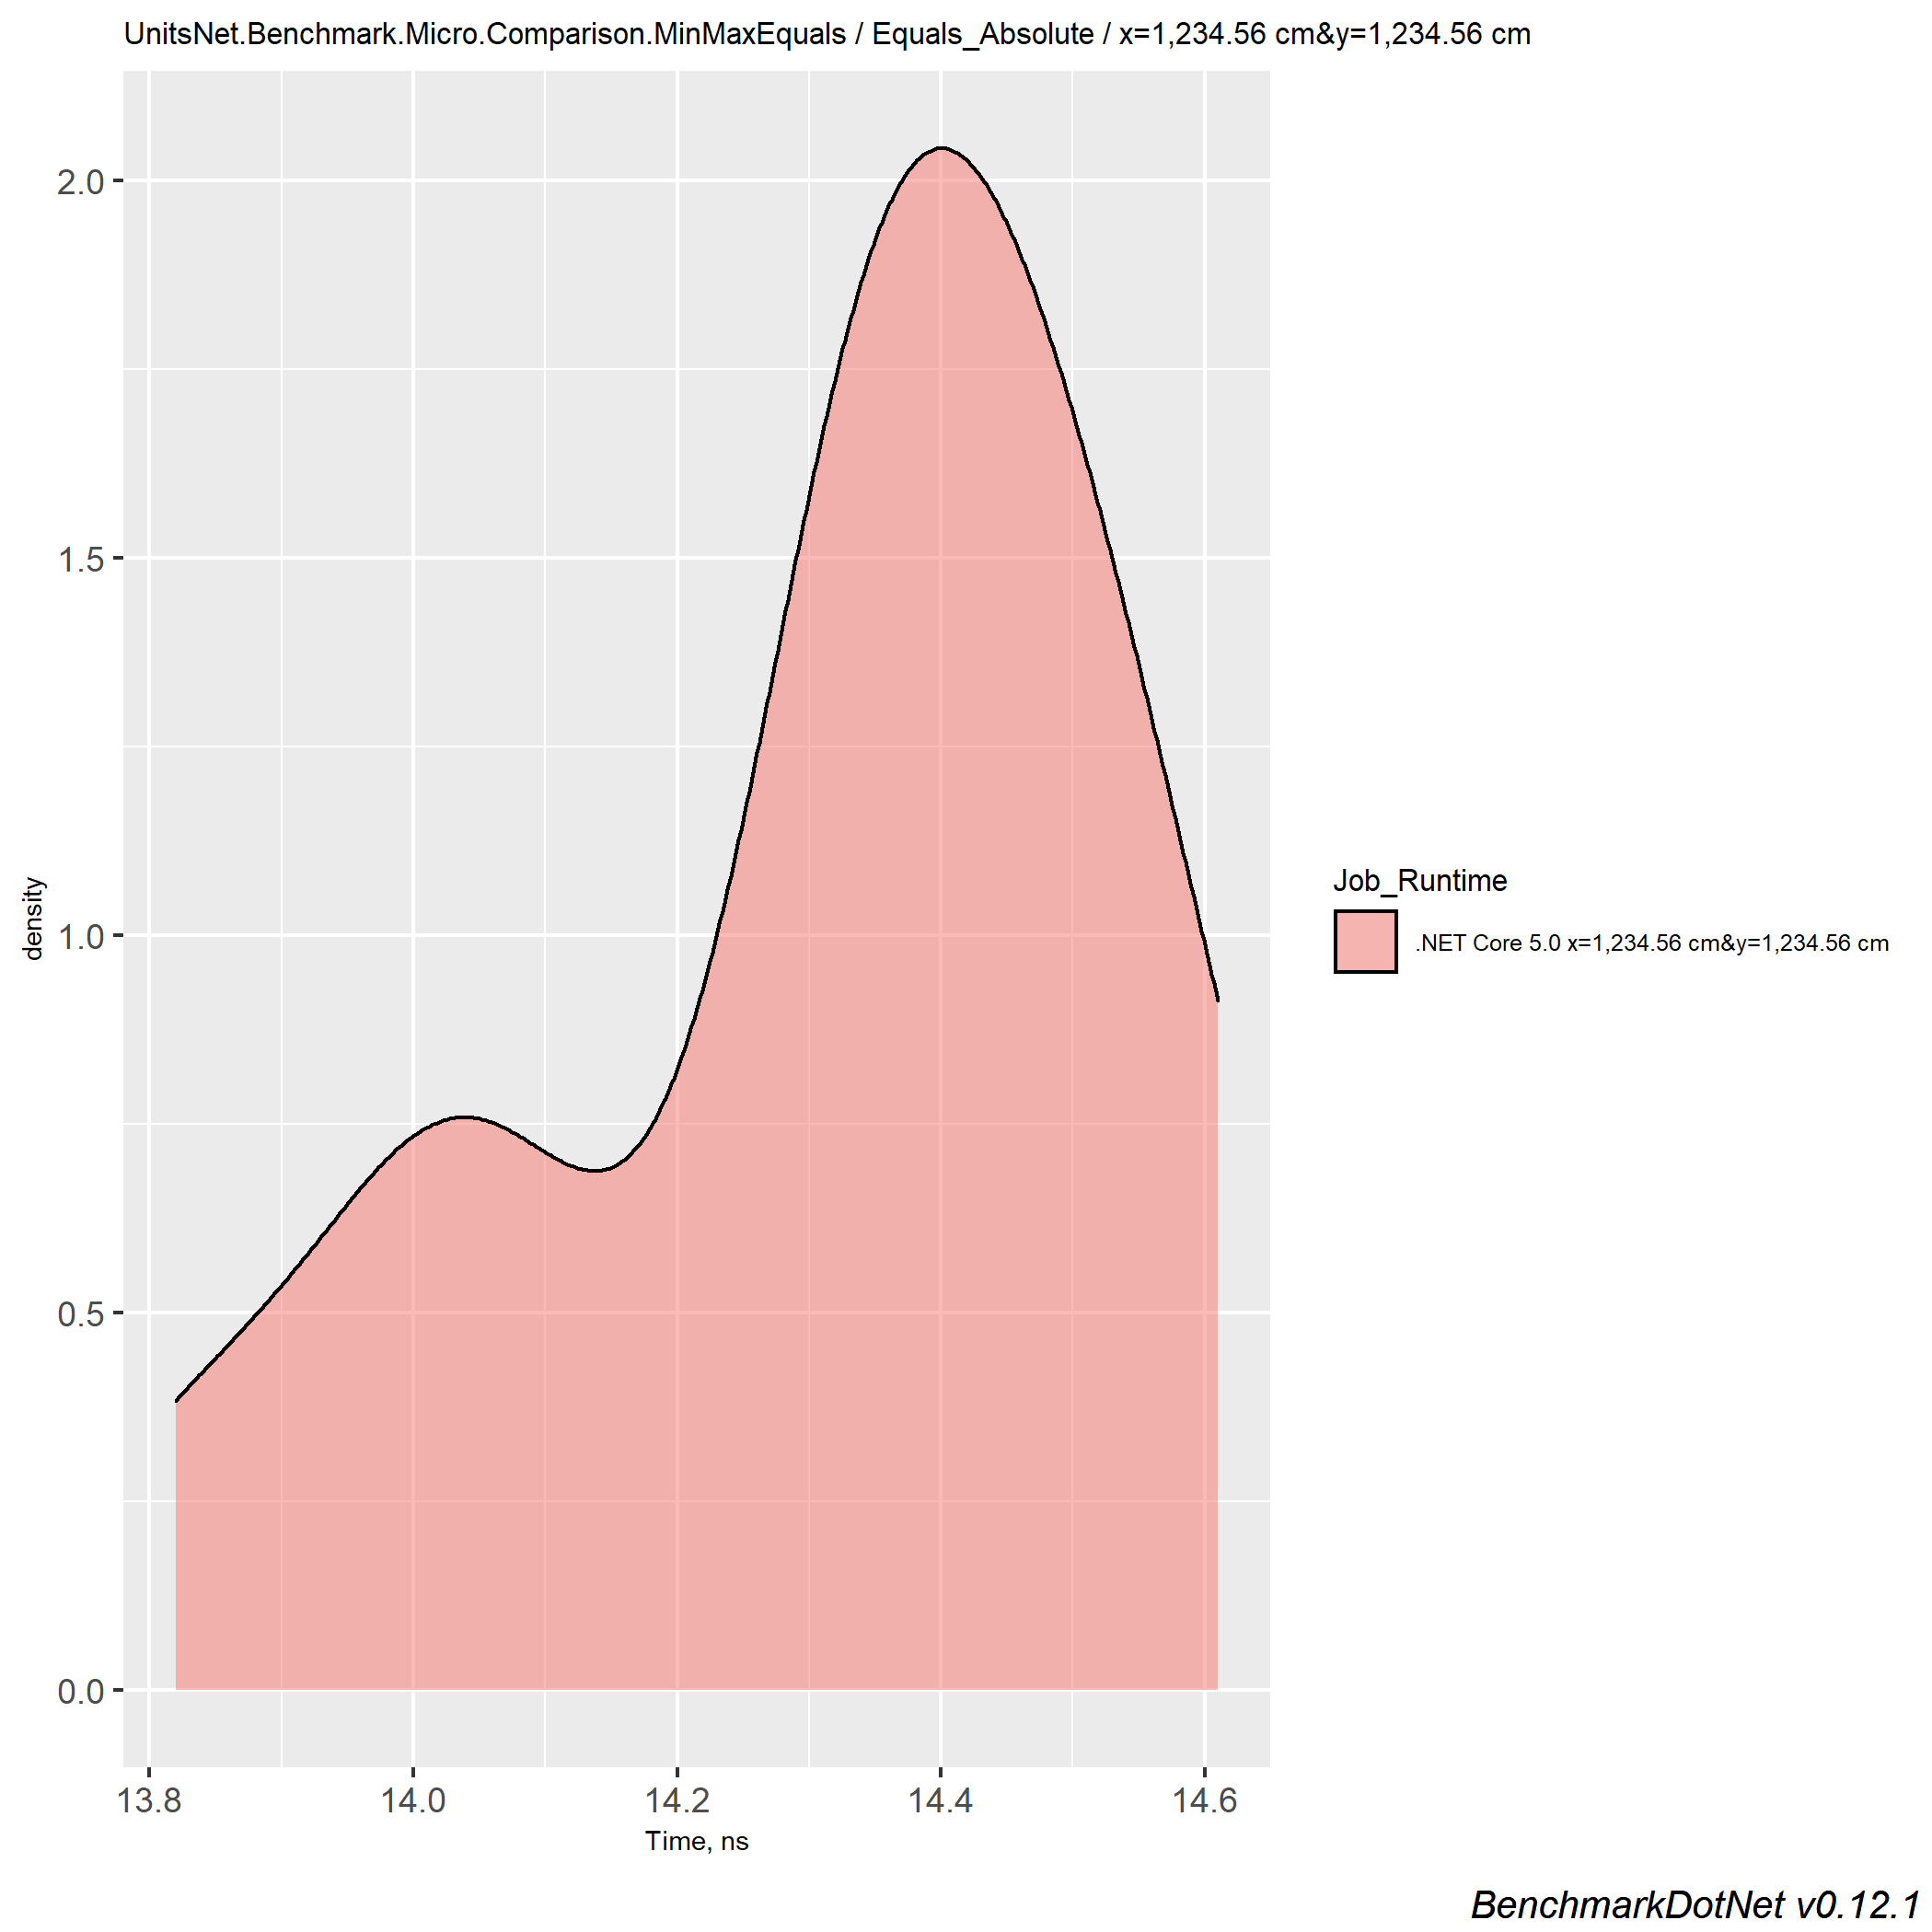 UnitsNet.Benchmark.Micro.Comparison.MinMaxEquals / Equals_Absolute / x=1,234.56 cm&y=1,234.56 cm
2.0
1.5
1.0
0.5
0.0
density
13.8 14.0 14.2 14.4 14.6
Time, ns
Job_Runtime
.NET Core 5.0 x=1,234.56 cm&y=1,234.56 cm
BenchmarkDotNet v0.12.1